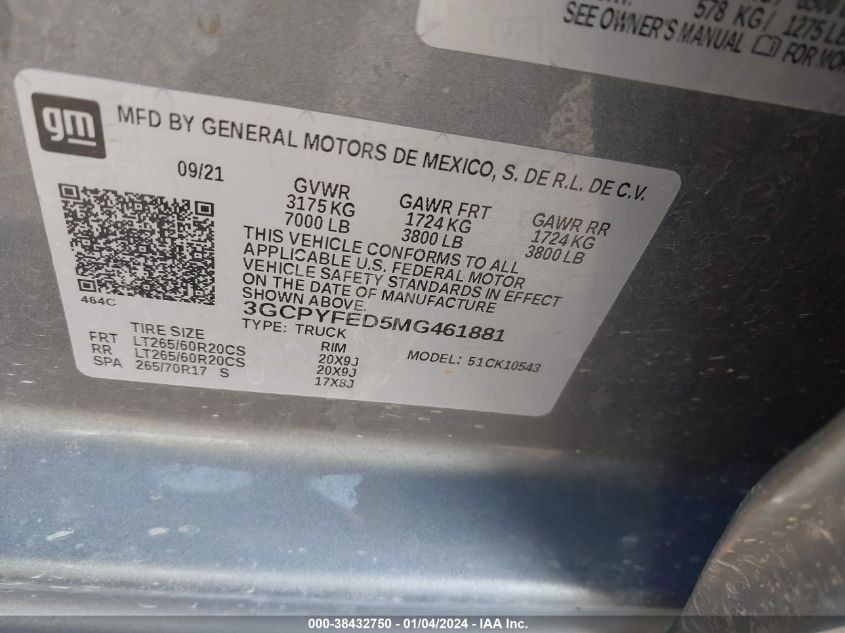 578 KG/ 1275 LB
SEE OWNER'S MANUAL FOR MOR
gm
MFD BY GENERAL MOTORS DE MEXICO, S. DE R.L. DE C.V.
09/21
GVWR GAWR FRT GAWR RR
3175 KG 1724 KG 1724 KG
7000 LB 3800 LB 3800 LB
THIS VEHICLE CONFORMS TO ALL
APPLICABLE U.S. FEDERAL MOTOR
VEHICLE SAFETY STANDARDS IN EFFECT
ON THE DATE OF MANUFACTURE
SHOWN ABOVE.
464C
3GCPYFED5MG461881
TYPE: TRUCK
MODEL: 51CK10543
TIRE SIZE RIM
FRT LT265/60R20CS 20X9J
RR LT265/60R20CS 20X9J
SPA 265/70R17 S 17X8J
000-38432750 - 01/04/2024 - IAA Inc.